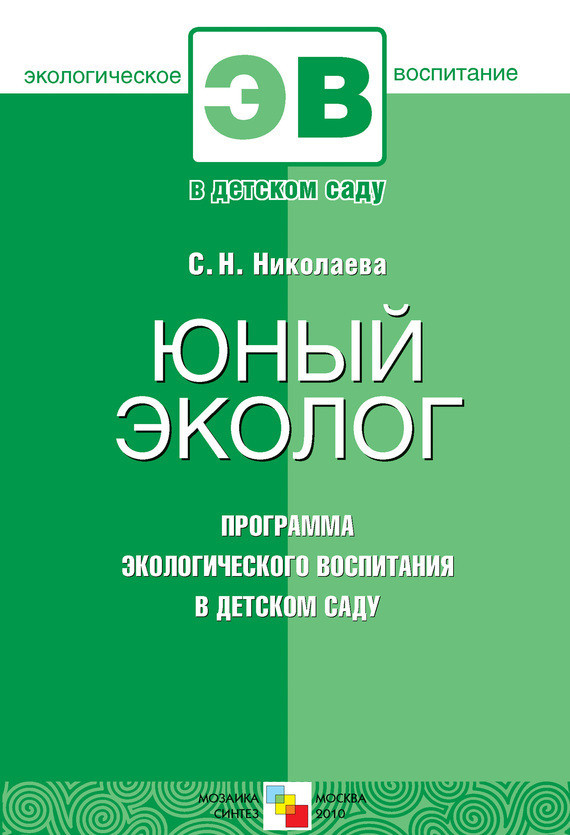 экологическое ЭВ воспитание
в детском саду
С. Н. Николаева
ЮНЫЙ
ЭКОЛОГ
ПРОГРАММА
ЭКОЛОГИЧЕСКОГО ВОСПИТАНИЯ
В ДЕТСКОМ САДУ
МОЗАИКА МОСКВА
СИНТЕЗ 2010